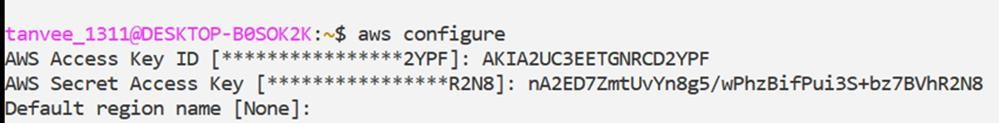 tanvee_1311@DESKTOP-B0SOK2K:~$ aws configure
AWS Access Key ID [****************2YPF]: AKIA2UC3EETGNRCD2YPF
AWS Secret Access Key [****************R2N8]: 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
Default region name [None]: